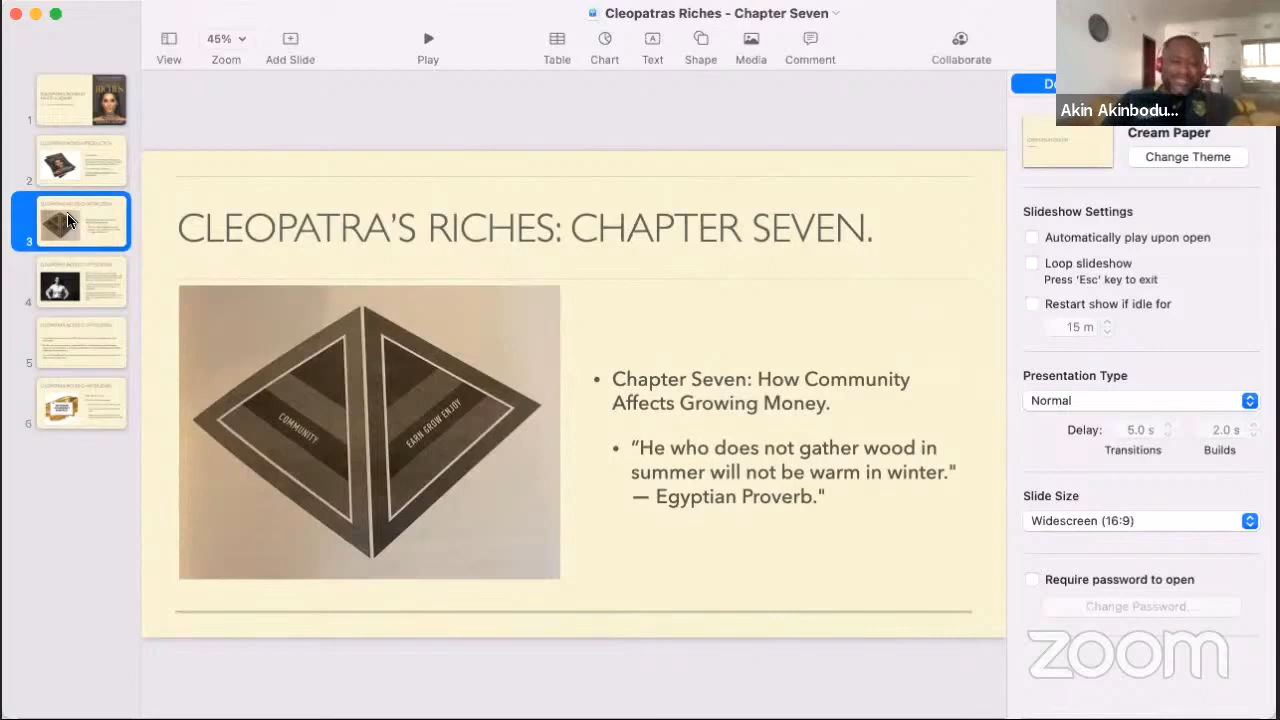 Cleopatras Riches - Chapter Seven
45%
View
Zoom
Add Slide
Play
Table
Chart
Text
Shape
Media
Comment
Collaborate
Akin Akinbodu...
1
RICHES
2
3
4
5
6
CLEOPATRA'S RICHES: CHAPTER SEVEN.
COMMUNITY
EARN GROW ENJOY
• Chapter Seven: How Community
Affects Growing Money.
• “He who does not gather wood in
summer will not be warm in winter."
— Egyptian Proverb."
Cream Paper
Change Theme
Slideshow Settings
Automatically play upon open
Loop slideshow
Press 'Esc' key to exit
Restart show if idle for
15 m
Presentation Type
Normal
Delay:
5.0 s
2.0 s
Transitions
Builds
Slide Size
Widescreen (16:9)
Require password to open
Change Password...
zoom